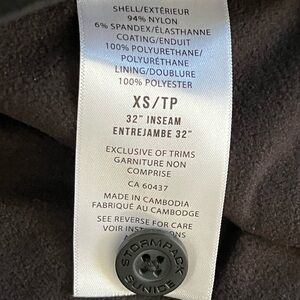 SHELL/EXTÉRIEUR
94% NYLON
6% SPANDEX/ÉLASTHANNE
COATING/ENDUIT
100% POLYURETHANE/
POLYURÉTHANE
LINING/DOUBLURE
100% POLYESTER
XS/TP
32" INSEAM
ENTREJAMBE 32"
EXCLUSIVE OF TRIMS
GARNITURE NON
COMPRISE
CA 60437
MADE IN CAMBODIA
FABRIQUÉ AU CAMBODGE
SEE REVERSE FOR CARE
VOIR
STORMPACK
SUNICE